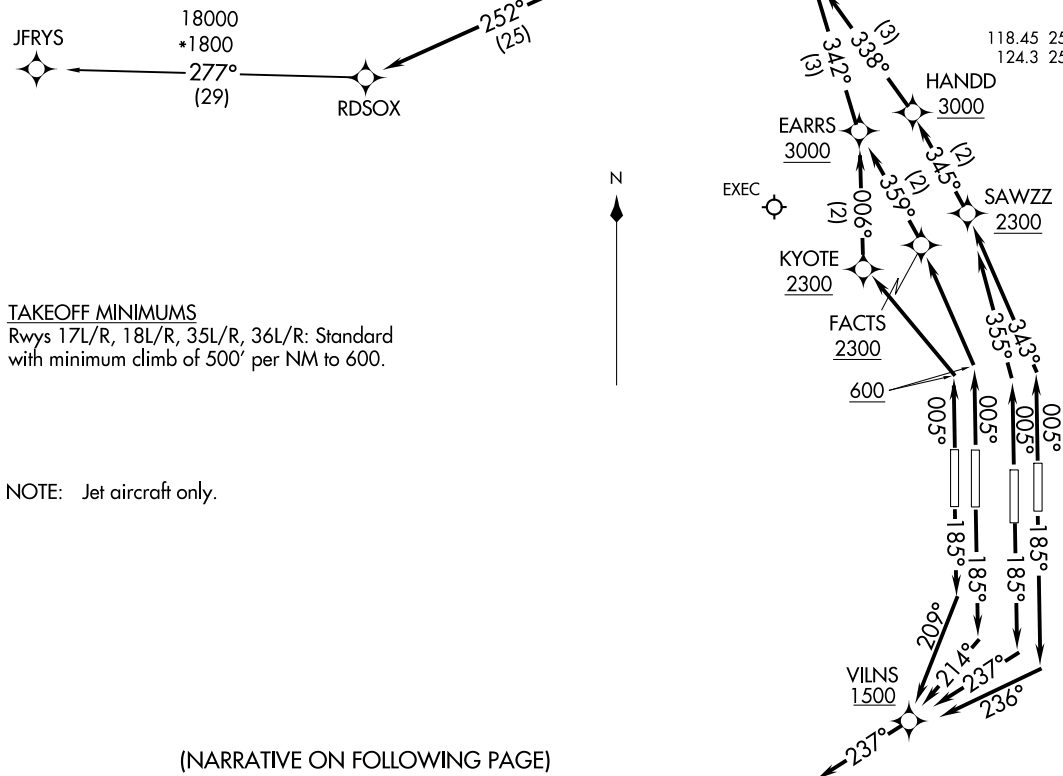 18000
*1800
277°
(29)
JFRYS
RDSOX
252°
(25)
118.45 25
124.3 25
(3)
338°
342°
(3)
HANDD
3000
EARRS
3000
(2)
345°
(2)
359°
SAWZZ
2300
N
EXEC
006°
(2)
KYOTE
2300
FACTS
2300
TAKEOFF MINIMUMS
Rwys 17L/R, 18L/R, 35L/R, 36L/R: Standard
with minimum climb of 500' per NM to 600.
355°
343°
600
005°
005°
005°
005°
NOTE: Jet aircraft only.
185°
185°
185°
185°
209°
214°
237°
236°
VILNS
1500
237°
(NARRATIVE ON FOLLOWING PAGE)